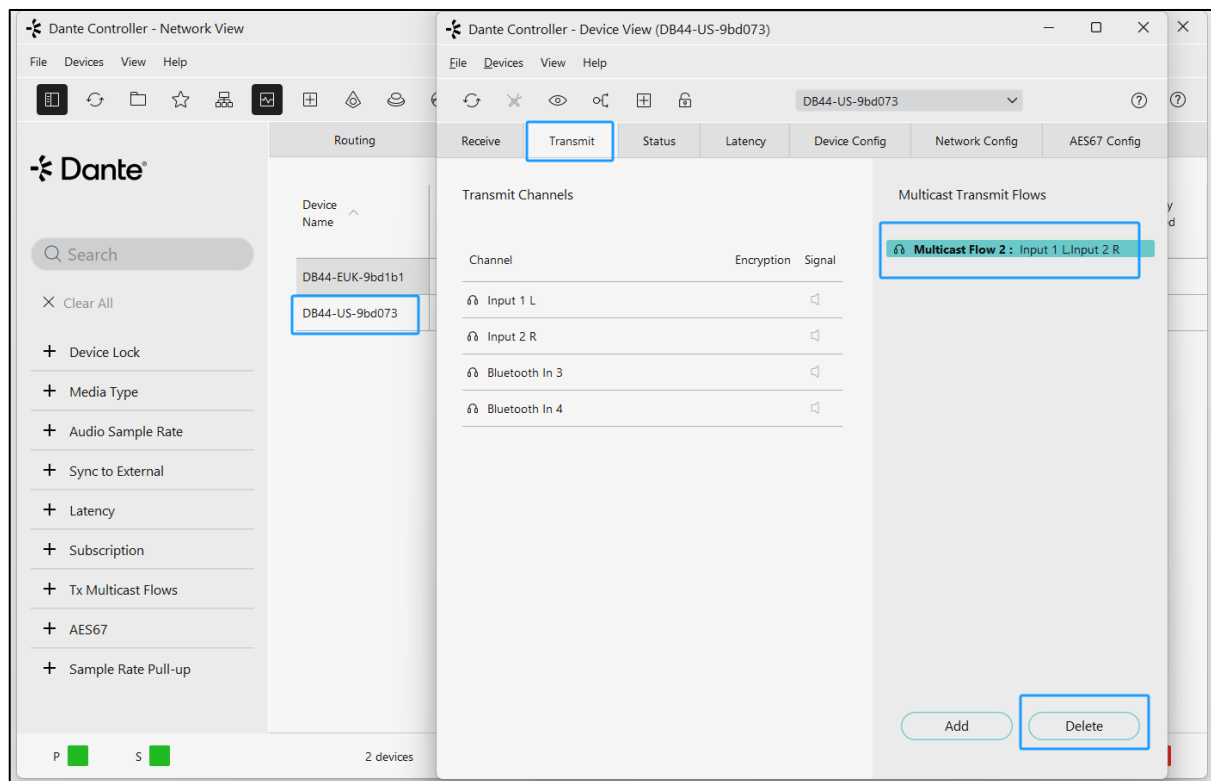 Dante Controller - Network View
File Devices View Help
Dante®
Search
Clear All
Device Lock
Media Type
Audio Sample Rate
Sync to External
Latency
Subscription
Tx Multicast Flows
AES67
Sample Rate Pull-up
P S 2 devices
Routing
Device
Name
DB44-EUK-9bd1b1
DB44-US-9bd073
Dante Controller - Device View (DB44-US-9bd073)
File Devices View Help
DB44-US-9bd073
Receive Transmit Status Latency Device Config Network Config AES67 Config
Transmit Channels
Channel Encryption Signal
Input 1 L
Input 2 R
Bluetooth In 3
Bluetooth In 4
Multicast Transmit Flows
Multicast Flow 2 : Input 1 L,Input 2 R
Add Delete
y
d